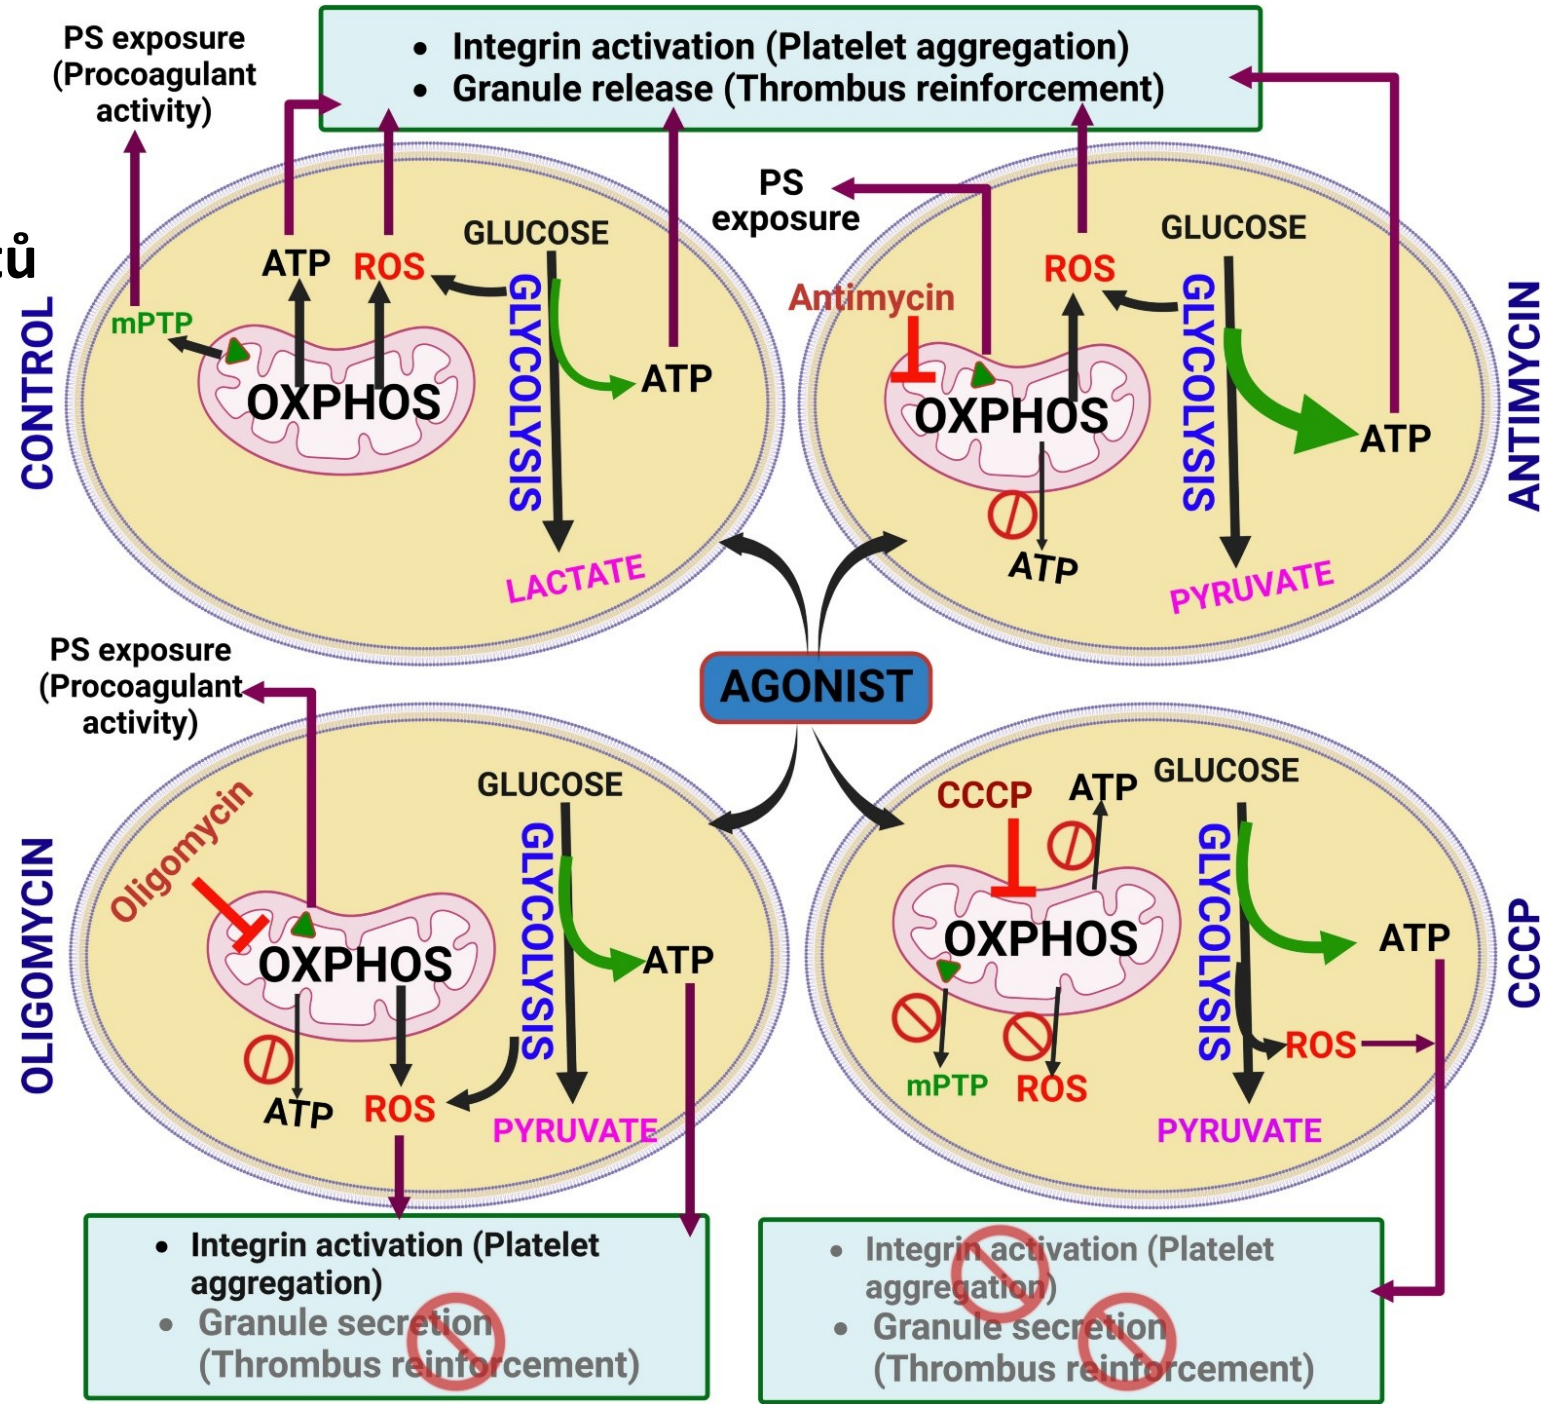 PS exposure
(Procoagulant
activity)
• Integrin activation (Platelet aggregation)
• Granule release (Thrombus reinforcement)
ců
CONTROL
mPTP
ATP
ROS
GLUCOSE
GLYCOLYSIS
OXPHOS
ATP
LACTATE
PS
exposure
Antimycin
ROS
GLUCOSE
GLYCOLYSIS
OXPHOS
ATP
ATP
PYRUVATE
ANTIMYCIN
AGONIST
PS exposure
(Procoagulant
activity)
OLIGOMYCIN
Oligomycin
GLUCOSE
GLYCOLYSIS
OXPHOS
ATP
ATP
ROS
PYRUVATE
• Integrin activation (Platelet
aggregation)
• Granule secretion
(Thrombus reinforcement)
CCCP
ATP
GLUCOSE
GLYCOLYSIS
OXPHOS
ATP
mPTP
ROS
ROS
PYRUVATE
CCCP
• Integrin activation (Platelet
aggregation)
• Granule secretion
(Thrombus reinforcement)